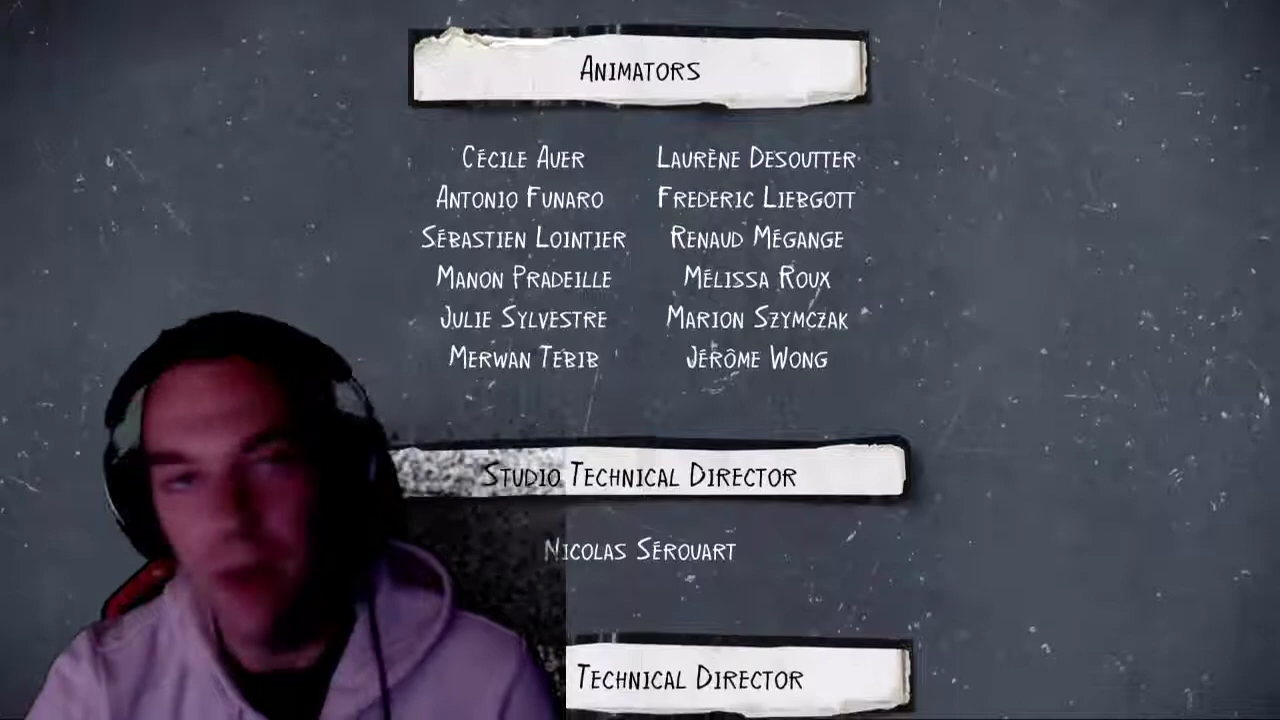 ANIMATORS
CÉCILE AUER LAURÈNE DESOUTTER
ANTONIO FUNARO FREDERIC LIEBGOTT
SÉBASTIEN LOINTIER RENAUD MÉGANGE
MANON PRADEILLE MÉLISSA ROUX
JULIE SYLVESTRE MARION SZYMCZAK
MERWAN TEBIB JÉRÔME WONG
STUDIO TECHNICAL DIRECTOR
NICOLAS SÉROUART
TECHNICAL DIRECTOR